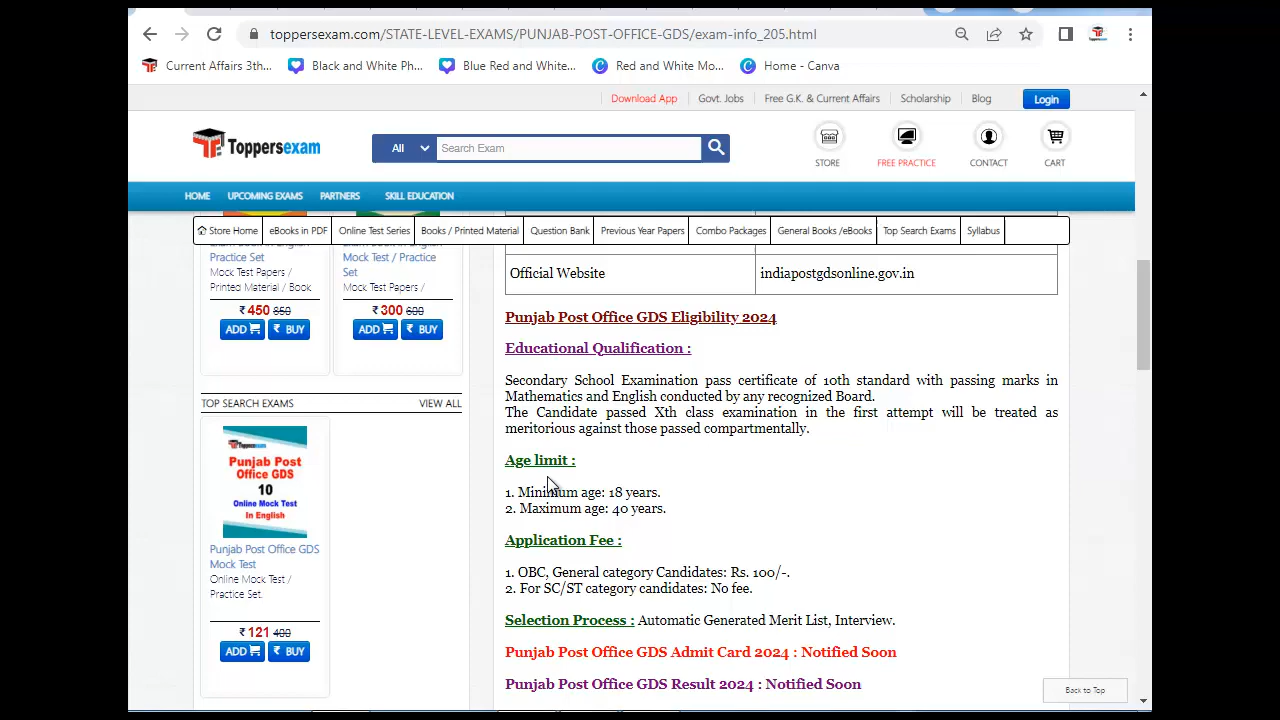 toppersexam.com/STATE-LEVEL-EXAMS/PUNJAB-POST-OFFICE-GDS/exam-info_205.html
Current Affairs 3th... Black and White Ph... Blue Red and White... Red and White Mo... Home - Canva
Download App Govt. Jobs Free G.K. & Current Affairs Scholarship Blog Login
Toppersexam All Search Exam STORE FREE PRACTICE CONTACT CART
HOME UPCOMING EXAMS PARTNERS SKILL EDUCATION
Store Home eBooks in PDF Online Test Series Books / Printed Material Question Bank Previous Year Papers Combo Packages General Books /eBooks Top Search Exams Syllabus
Exam Book in English
Practice Set
Mock Test Papers /
Printed Material / Book
₹ 450 850
ADD ₹ BUY
Mock Test / Practice
Set
Mock Test Papers /
₹ 300 600
ADD ₹ BUY
TOP SEARCH EXAMS VIEW ALL
Toppersexam
Punjab Post
Office GDS
10
Online Mock Test
In English
Punjab Post Office GDS
Mock Test
Online Mock Test /
Practice Set.
₹ 121 400
ADD ₹ BUY
Official Website indiapostgdsonline.gov.in
Punjab Post Office GDS Eligibility 2024
Educational Qualification :
Secondary School Examination pass certificate of 10th standard with passing marks in
Mathematics and English conducted by any recognized Board.
The Candidate passed Xth class examination in the first attempt will be treated as
meritorious against those passed compartmentally.
Age limit :
1. Minimum age: 18 years.
2. Maximum age: 40 years.
Application Fee :
1. OBC, General category Candidates: Rs. 100/-.
2. For SC/ST category candidates: No fee.
Selection Process : Automatic Generated Merit List, Interview.
Punjab Post Office GDS Admit Card 2024 : Notified Soon
Punjab Post Office GDS Result 2024 : Notified Soon
Back to Top